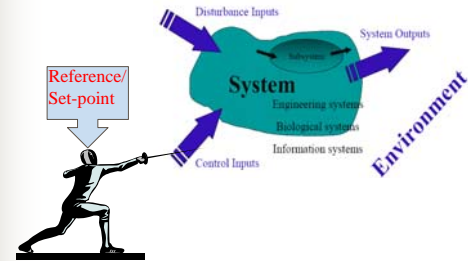 Disturbance Inputs
System Outputs
Subsystem
Reference/
Set-point
System
Engineering systems
Biological systems
Information systems
Environment
Control Inputs